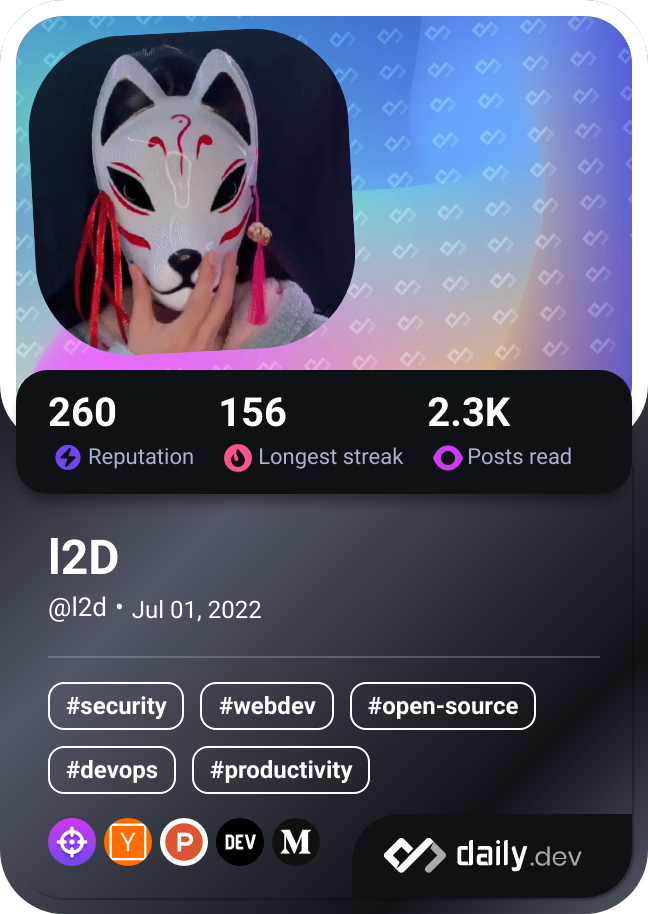 260 156 2.3K
Reputation Longest streak Posts read
l2D
@l2d • Jul 01, 2022
#security #webdev #open-source
#devops #productivity
Y P DEV M daily.dev